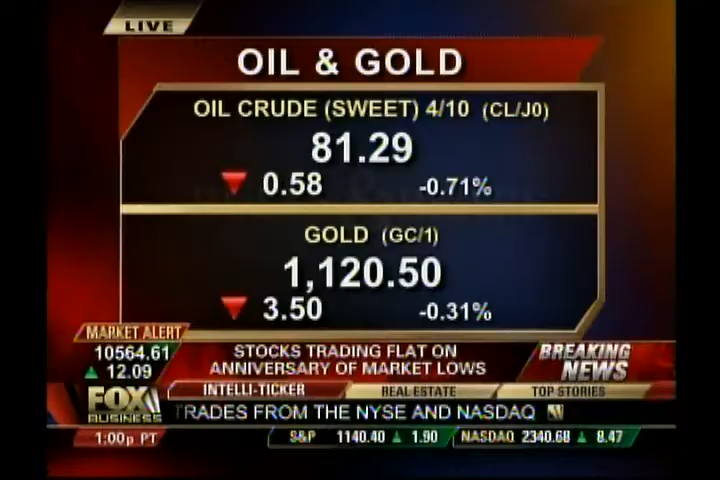 LIVE
OIL & GOLD
OIL CRUDE (SWEET) 4/10 (CL/J0)
81.29
▼ 0.58 -0.71%
GOLD (GC/1)
1,120.50
▼ 3.50 -0.31%
MARKET ALERT
10564.61
▲ 12.09
STOCKS TRADING FLAT ON
ANNIVERSARY OF MARKET LOWS
BREAKING
NEWS
INTELLI-TICKER REAL ESTATE TOP STORIES
FOX
BUSINESS
TRADES FROM THE NYSE AND NASDAQ
1:00p PT
S&P 1140.40 ▲ 1.90 NASDAQ 2340.68 ▲ 8.47